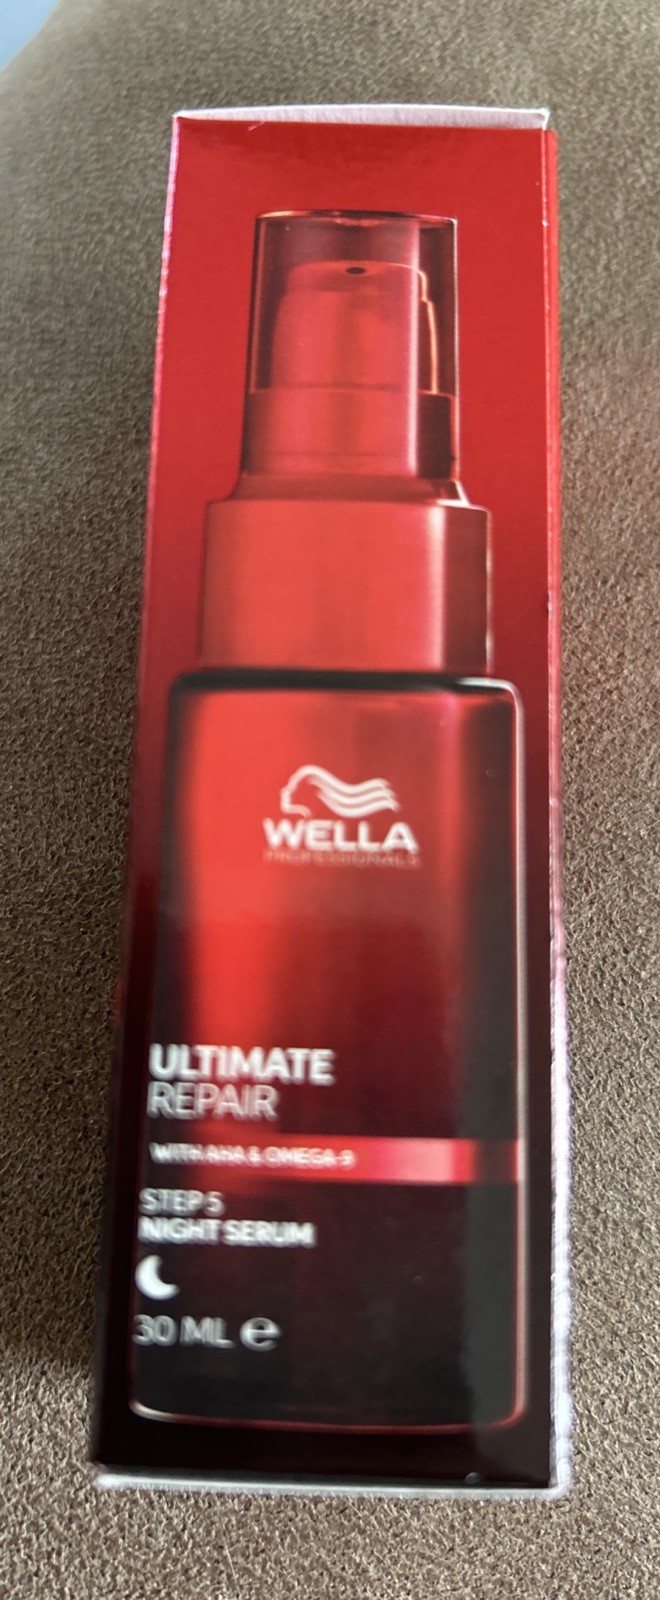 WELLA
PROFESSIONALS
ULTIMATE
REPAIR
WITH AHA & OMEGA-9
STEP 5
NIGHT SERUM
30 ML ℮